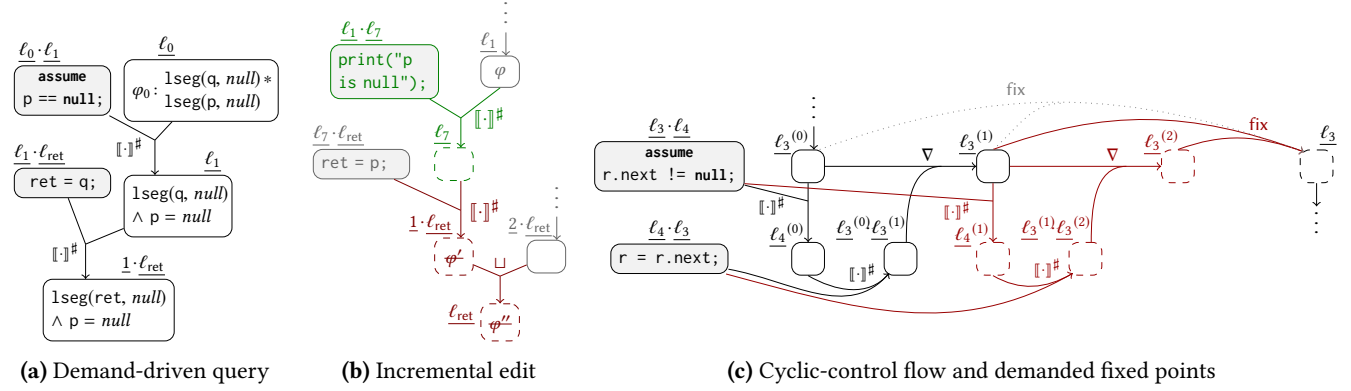 ℓ₀·ℓ₁
ℓ₀
assume
p == null;
φ₀: lseg(q, null) *
lseg(p, null)
⟦·⟧♯
ℓ₁·ℓret
ret = q;
ℓ₁
lseg(q, null)
∧ p = null
⟦·⟧♯
1·ℓret
lseg(ret, null)
∧ p = null
(a) Demand-driven query
ℓ₁·ℓ₇
print("p
is null");
ℓ₁
φ
⟦·⟧♯
ℓ₇
ℓ₇·ℓret
ret = p;
⟦·⟧♯
1·ℓret
φ′
2·ℓret
⊔
ℓret
φ″
(b) Incremental edit
fix
ℓ₃·ℓ₄
assume
r.next != null;
ℓ₃⁽⁰⁾
∇
ℓ₃⁽¹⁾
∇
ℓ₃⁽²⁾
fix
ℓ₃
⟦·⟧♯
⟦·⟧♯
ℓ₄·ℓ₃
r = r.next;
ℓ₄⁽⁰⁾
ℓ₃⁽⁰⁾·ℓ₃⁽¹⁾
ℓ₄⁽¹⁾
ℓ₃⁽¹⁾·ℓ₃⁽²⁾
⟦·⟧♯
⟦·⟧♯
(c) Cyclic-control flow and demanded fixed points